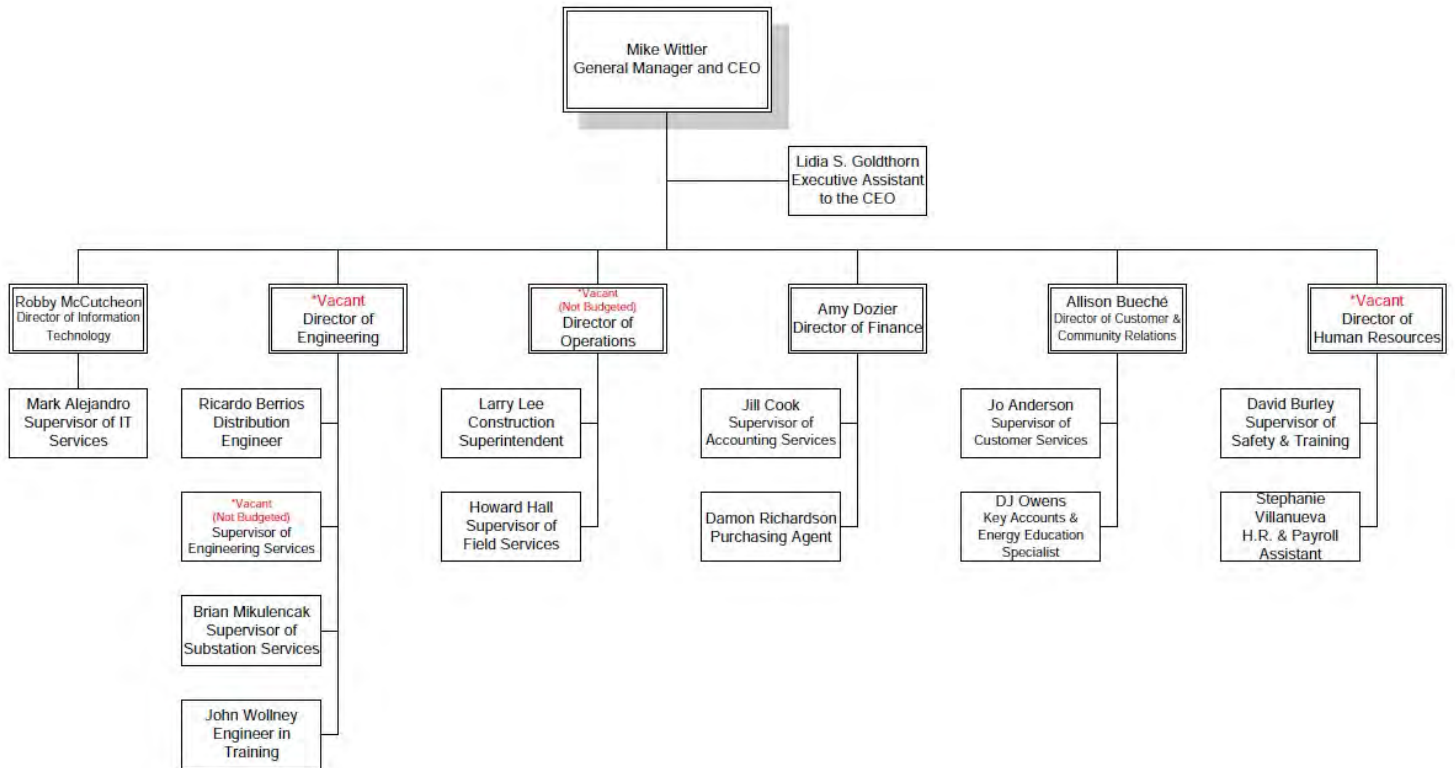 Mike Wittler
General Manager and CEO
Lidia S. Goldthorn
Executive Assistant
to the CEO
Robby McCutcheon
Director of Information
Technology
*Vacant
Director of
Engineering
*Vacant
(Not Budgeted)
Director of
Operations
Amy Dozier
Director of Finance
Allison Bueché
Director of Customer &
Community Relations
*Vacant
Director of
Human Resources
Mark Alejandro
Supervisor of IT
Services
Ricardo Berrios
Distribution
Engineer
Larry Lee
Construction
Superintendent
Jill Cook
Supervisor of
Accounting Services
Jo Anderson
Supervisor of
Customer Services
David Burley
Supervisor of
Safety & Training
*Vacant
(Not Budgeted)
Supervisor of
Engineering Services
Howard Hall
Supervisor of
Field Services
Damon Richardson
Purchasing Agent
DJ Owens
Key Accounts &
Energy Education
Specialist
Stephanie
Villanueva
H.R. & Payroll
Assistant
Brian Mikulencak
Supervisor of
Substation Services
John Wollney
Engineer in
Training